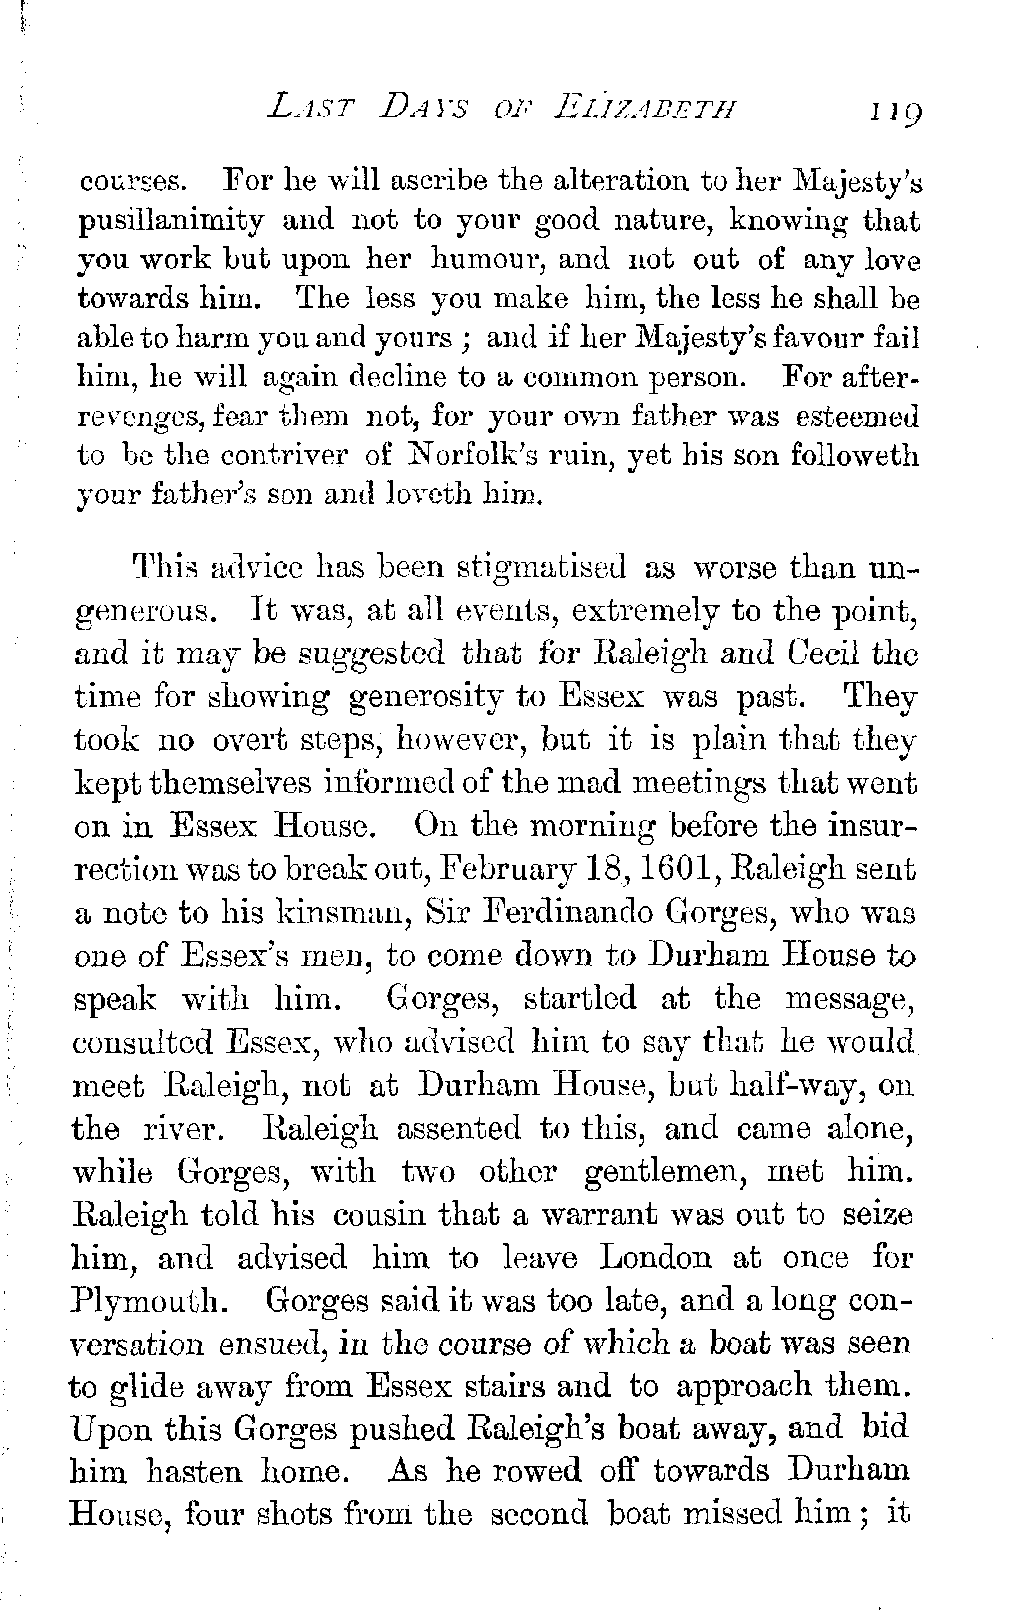 LAST DAYS OF ELIZABETH 119
courses. For he will ascribe the alteration to her Majesty's
pusillanimity and not to your good nature, knowing that
you work but upon her humour, and not out of any love
towards him. The less you make him, the less he shall be
able to harm you and yours; and if her Majesty's favour fail
him, he will again decline to a common person. For after-
revenges, fear them not, for your own father was esteemed
to be the contriver of Norfolk's ruin, yet his son followeth
your father's son and loveth him.
This advice has been stigmatised as worse than un-
generous. It was, at all events, extremely to the point,
and it may be suggested that for Raleigh and Cecil the
time for showing generosity to Essex was past. They
took no overt steps, however, but it is plain that they
kept themselves informed of the mad meetings that went
on in Essex House. On the morning before the insur-
rection was to break out, February 18, 1601, Raleigh sent
a note to his kinsman, Sir Ferdinando Gorges, who was
one of Essex's men, to come down to Durham House to
speak with him. Gorges, startled at the message,
consulted Essex, who advised him to say that he would
meet Raleigh, not at Durham House, but half-way, on
the river. Raleigh assented to this, and came alone,
while Gorges, with two other gentlemen, met him.
Raleigh told his cousin that a warrant was out to seize
him, and advised him to leave London at once for
Plymouth. Gorges said it was too late, and a long con-
versation ensued, in the course of which a boat was seen
to glide away from Essex stairs and to approach them.
Upon this Gorges pushed Raleigh's boat away, and bid
him hasten home. As he rowed off towards Durham
House, four shots from the second boat missed him; it